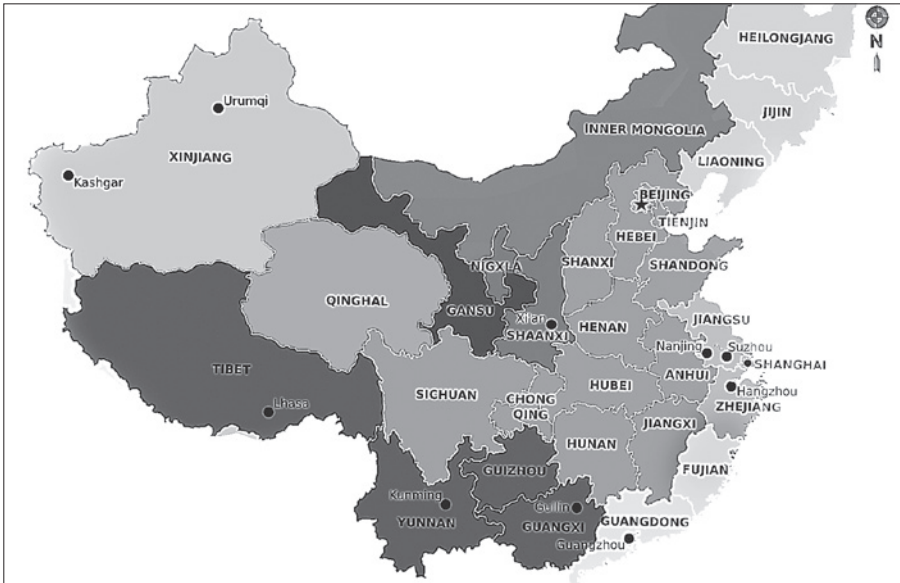 HEILONGJANG
N
JIJIN
Urumqi
INNER MONGOLIA
XINJIANG
LIAONING
Kashgar
BEIJING
TIENJIN
HEBEI
SHANXI
SHANDONG
NIGXLA
QINGHAL
GANSU
JIANGSU
Xi'an
HENAN
SHAANXI
Nanjing
Suzhou
SHANGHAI
TIBET
ANHUI
HUBEI
Hangzhou
SICHUAN
CHONG
QING
ZHEJIANG
Lhasa
JIANGXI
HUNAN
GUIZHOU
FUJIAN
Kunming
Guilin
YUNNAN
GUANGXI
GUANGDONG
Guangzhou